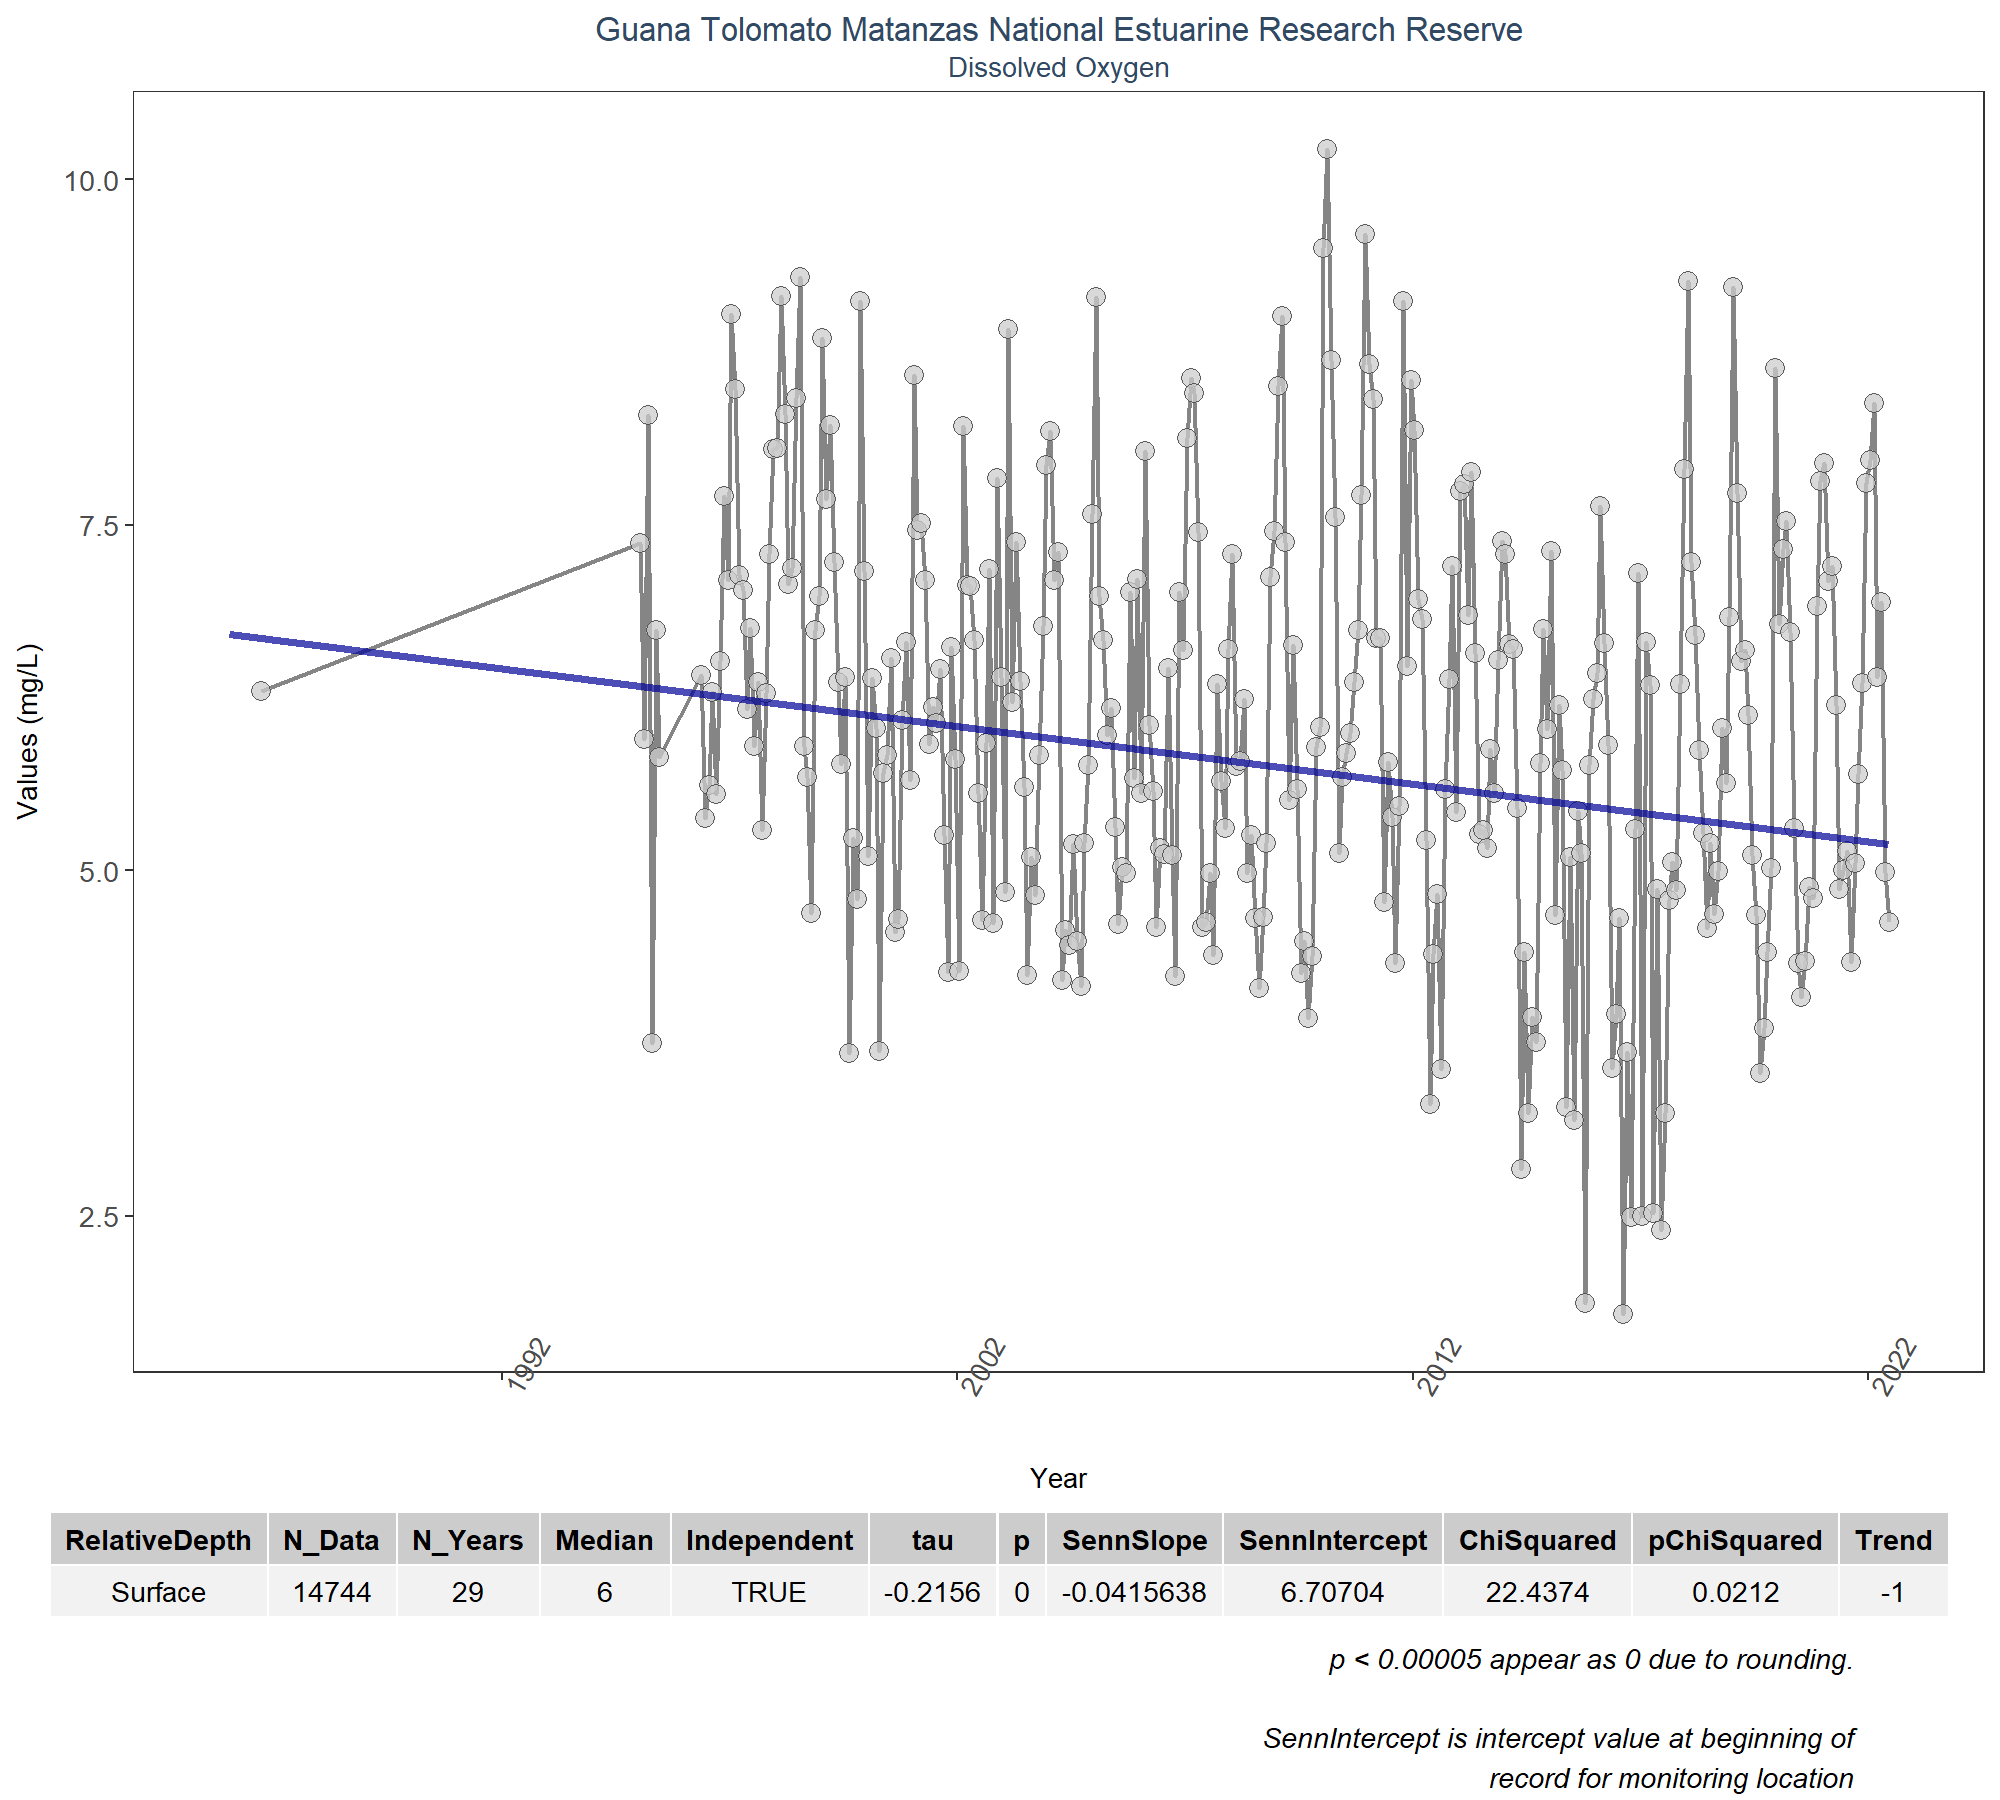 Guana Tolomato Matanzas National Estuarine Research Reserve
Dissolved Oxygen
Values (mg/L)
10.0
7.5
5.0
2.5
1992
2002
2012
2022
Year
RelativeDepth N_Data N_Years Median Independent tau p SennSlope SennIntercept ChiSquared pChiSquared Trend
Surface 14744 29 6 TRUE -0.2156 0 -0.0415638 6.70704 22.4374 0.0212 -1
p < 0.00005 appear as 0 due to rounding.
SennIntercept is intercept value at beginning of
record for monitoring location